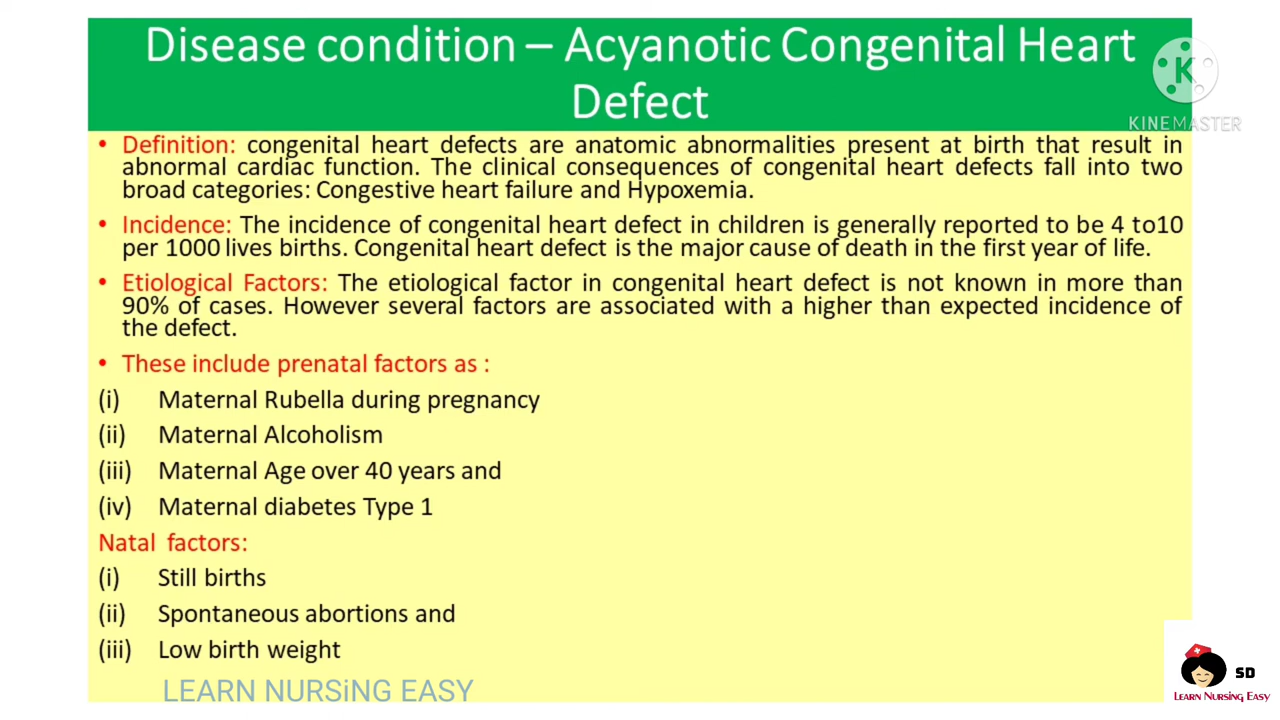 Disease condition – Acyanotic Congenital Heart
Defect
K
KINEMASTER
• Definition: congenital heart defects are anatomic abnormalities present at birth that result in
abnormal cardiac function. The clinical consequences of congenital heart defects fall into two
broad categories: Congestive heart failure and Hypoxemia.
• Incidence: The incidence of congenital heart defect in children is generally reported to be 4 to10
per 1000 lives births. Congenital heart defect is the major cause of death in the first year of life.
• Etiological Factors: The etiological factor in congenital heart defect is not known in more than
90% of cases. However several factors are associated with a higher than expected incidence of
the defect.
• These include prenatal factors as :
(i) Maternal Rubella during pregnancy
(ii) Maternal Alcoholism
(iii) Maternal Age over 40 years and
(iv) Maternal diabetes Type 1
Natal factors:
(i) Still births
(ii) Spontaneous abortions and
(iii) Low birth weight
LEARN NURSiNG EASY
SD
LEARN NURSING EASY